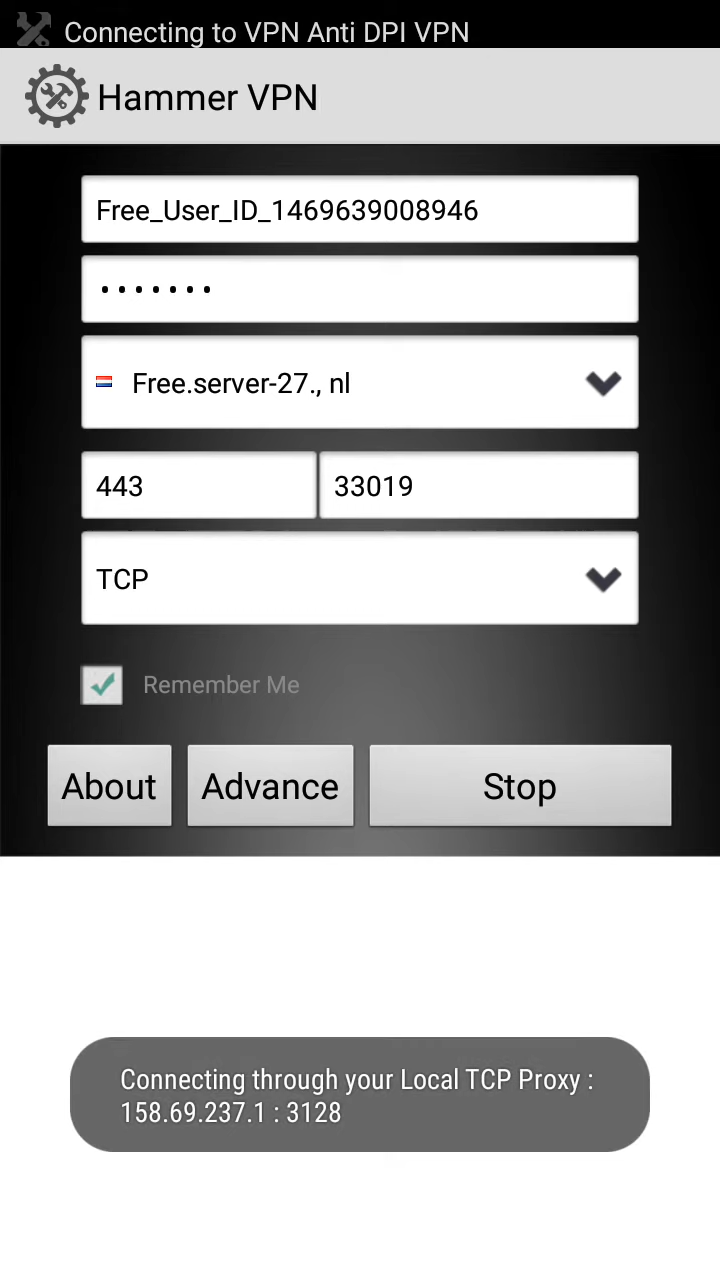 Connecting to VPN Anti DPI VPN
Hammer VPN
Free_User_ID_1469639008946
•••••••
Free.server-27., nl
443 33019
TCP
Remember Me
About Advance Stop
Connecting through your Local TCP Proxy :
158.69.237.1 : 3128